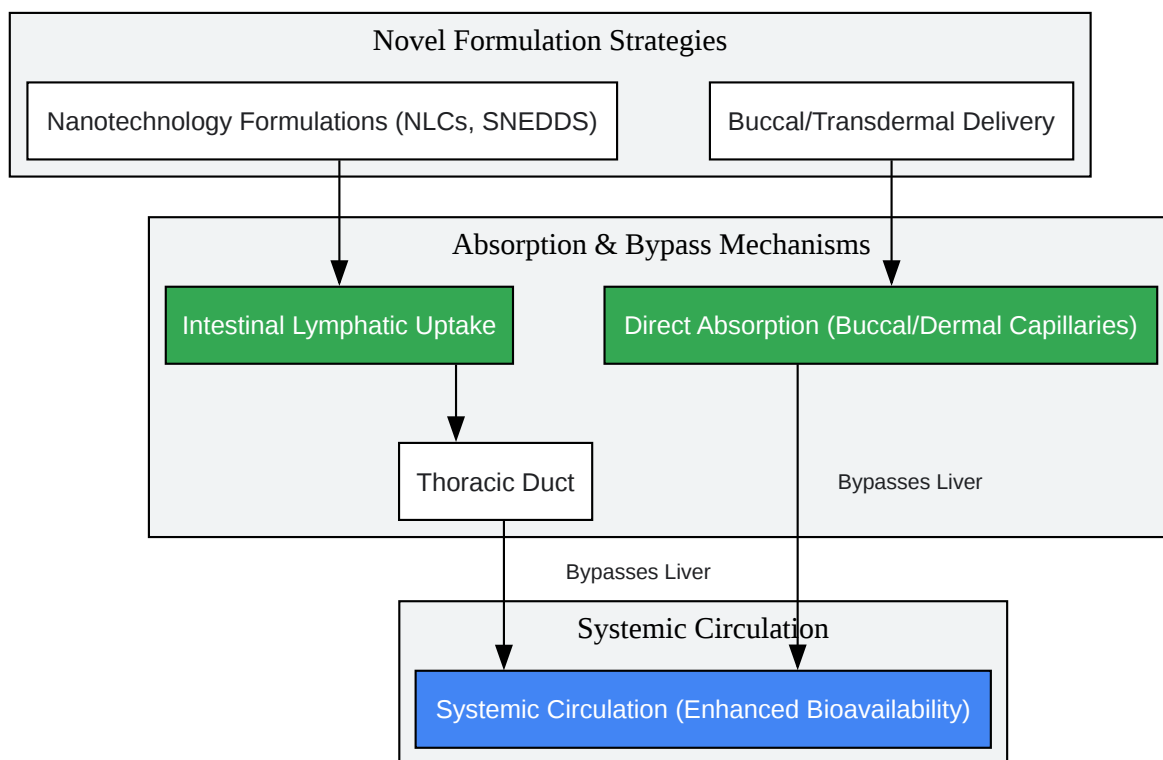 Novel Formulation Strategies
Nanotechnology Formulations (NLCs, SNEDDS)
Buccal/Transdermal Delivery
Absorption & Bypass Mechanisms
Intestinal Lymphatic Uptake
Direct Absorption (Buccal/Dermal Capillaries)
Thoracic Duct
Bypasses Liver
Bypasses Liver
Systemic Circulation
Systemic Circulation (Enhanced Bioavailability)